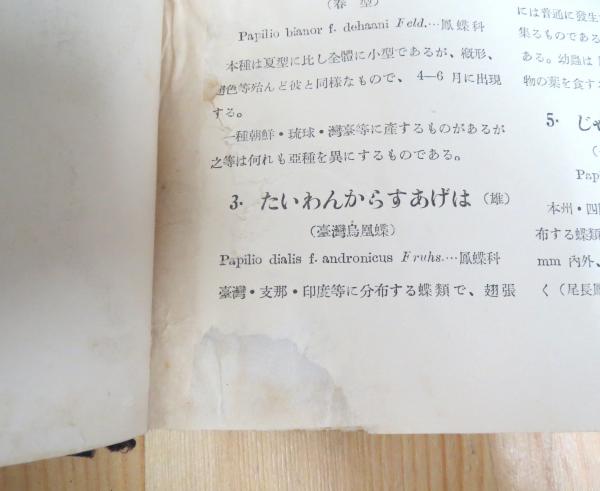 （春型）
Papilio bianor f. dehaani Feld.…鳳蝶科
本種は夏型に比し全體に小型であるが、概形、
翅色等殆んど彼と同様なもので、4—6 月に出現
する。
一種朝鮮・琉球・灣臺等に産するものがあるが
之等は何れも亞種を異にするものである。
3. たいわんからすあげは（雄）
（臺灣烏凰蝶）
Papilio dialis f. andronicus Fruhs.…鳳蝶科
臺灣・支那・印度等に分布する蝶類で、翅張
には普通に發生
集るものである
ある。幼蟲は
物の葉を食す
5. じゃ
（
Pap
本州・四
布する蝶類
mm 内外、
く（尾長鳳